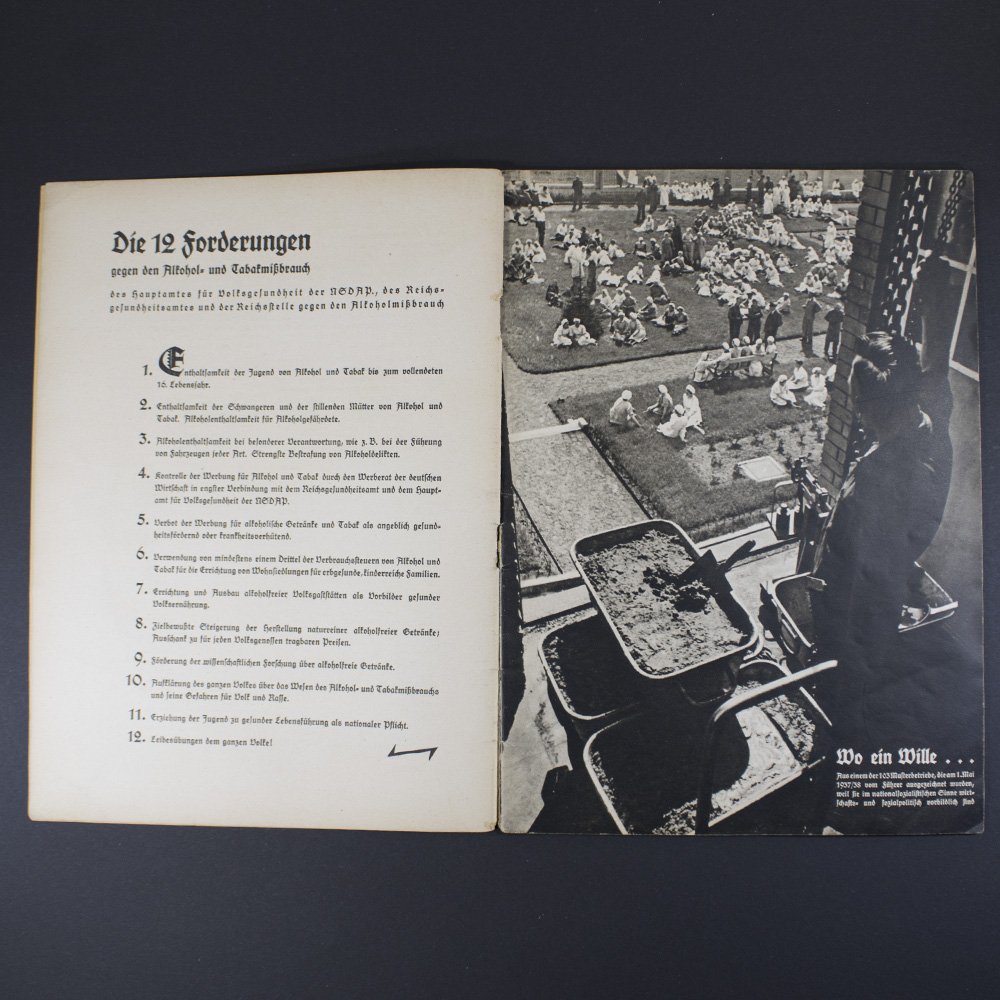 Die 12 Forderungen
gegen den Alkohol- und Tabakmißbrauch
des Hauptamtes für Volksgesundheit der NSDAP., des Reichs-
gesundheitsamtes und der Reichsstelle gegen den Alkoholmißbrauch
1. Enthaltsamkeit der Jugend von Alkohol und Tabak bis zum vollendeten
16. Lebensjahr.
2. Enthaltsamkeit der Schwangeren und der stillenden Mütter von Alkohol und
Tabak. Alkoholenthaltsamkeit für Alkoholgefährdete.
3. Alkoholenthaltsamkeit bei besonderer Verantwortung, wie z. B. bei der Führung
von Fahrzeugen jeder Art. Strengste Bestrafung von Alkoholdelikten.
4. Kontrolle der Werbung für Alkohol und Tabak durch den Werberat der deutschen
Wirtschaft in engster Verbindung mit dem Reichsgesundheitsamt und dem Haupt-
amt für Volksgesundheit der NSDAP.
5. Verbot der Werbung für alkoholische Getränke und Tabak als angeblich gesund-
heitsfördernd oder krankheitsverhütend.
6. Verwendung von mindestens einem Drittel der Verbrauchssteuern von Alkohol und
Tabak für die Errichtung von Wohnsiedlungen für erbgesunde, kinderreiche Familien.
7. Errichtung und Ausbau alkoholfreier Volksgaststätten als Vorbilder gesunder
Volksernährung.
8. Zielbewußte Steigerung der Herstellung naturreiner alkoholfreier Getränke;
Ausschank zu für jeden Volksgenossen tragbaren Preisen.
9. Förderung der wissenschaftlichen Forschung über alkoholfreie Getränke.
10. Aufklärung des ganzen Volkes über das Wesen des Alkohol- und Tabakmißbrauchs
und seine Gefahren für Volk und Rasse.
11. Erziehung der Jugend zu gesunder Lebensführung als nationaler Pflicht.
12. Leibesübungen dem ganzen Volke!
Wo ein Wille . . .
Aus einem der 103 Musterbetriebe, die am 1. Mai
1937/38 vom Führer ausgezeichnet worden,
weil sie im nationalsozialistischen Sinne wirt-
schafts- und sozialpolitisch vorbildlich sind